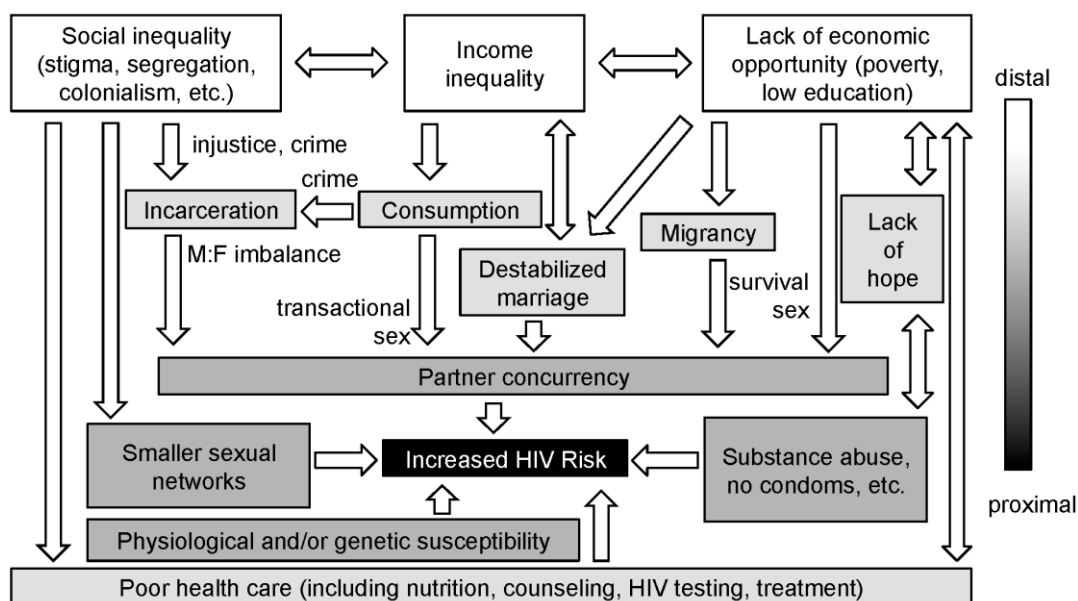 Social inequality
(stigma, segregation,
colonialism, etc.)
Income
inequality
Lack of economic
opportunity (poverty,
low education)
distal
injustice, crime
crime
Incarceration
Consumption
Migrancy
Lack
of
hope
M:F imbalance
Destabilized
marriage
transactional
sex
survival
sex
Partner concurrency
Smaller sexual
networks
Increased HIV Risk
Substance abuse,
no condoms, etc.
proximal
Physiological and/or genetic susceptibility
Poor health care (including nutrition, counseling, HIV testing, treatment)